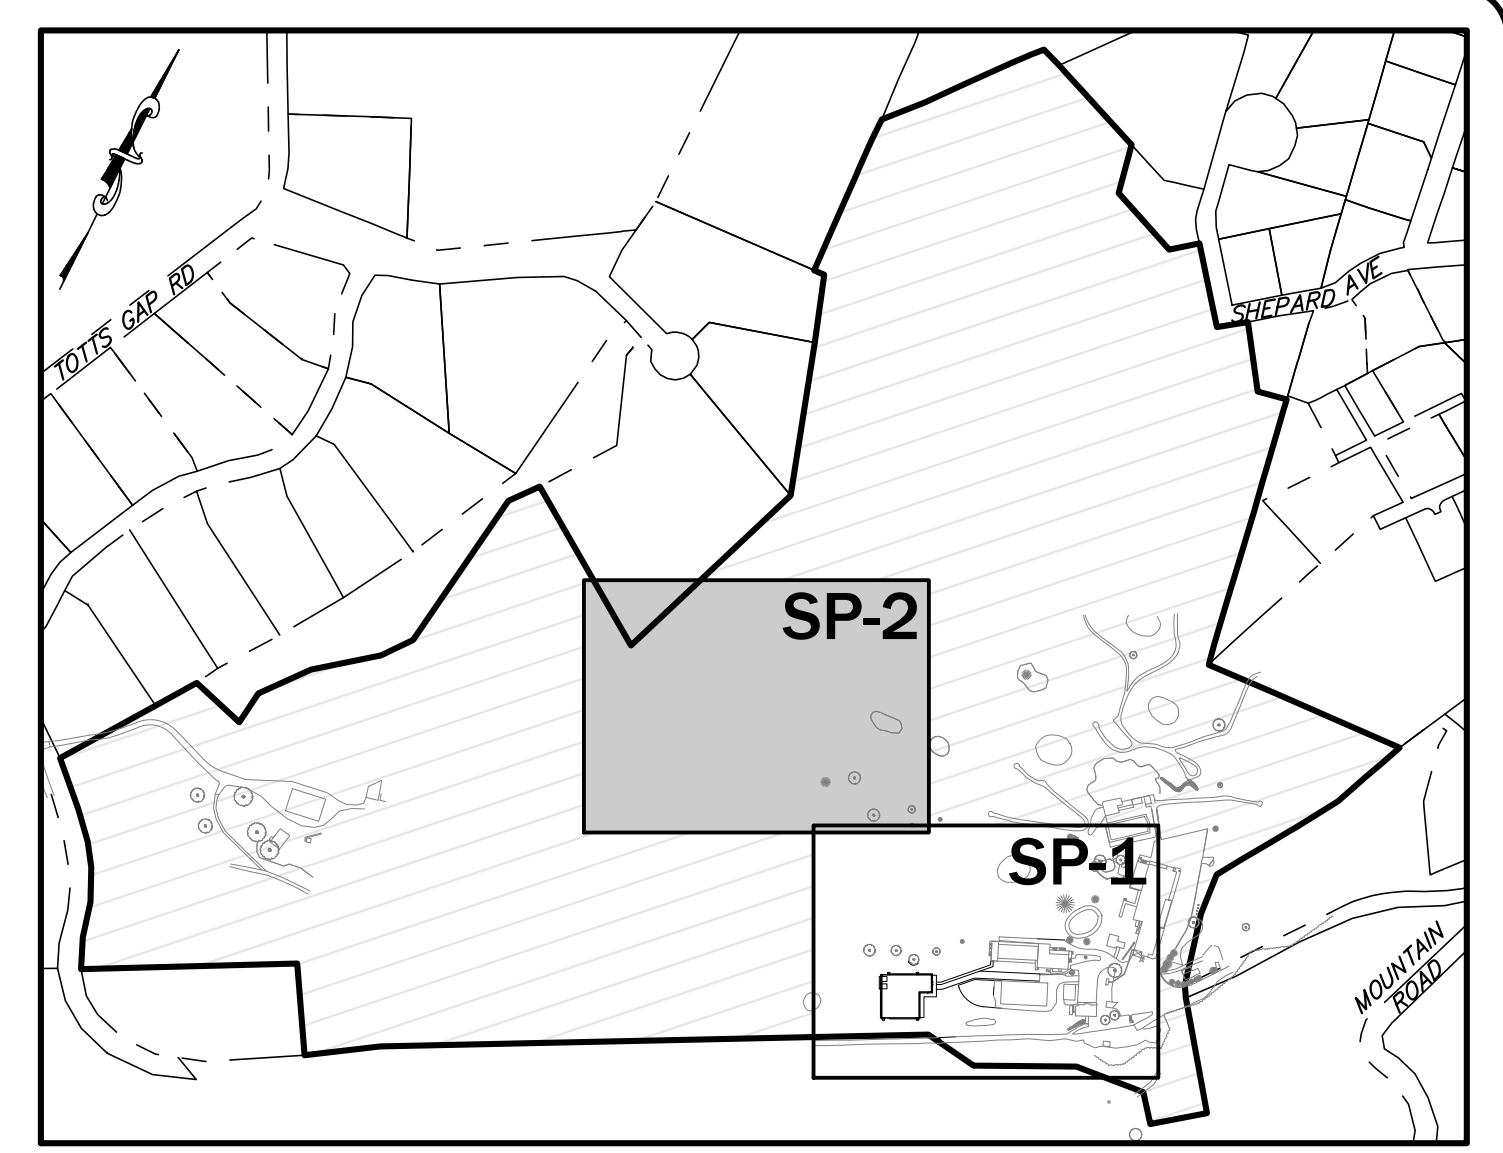 TOTTS GAP RD
SHEPARD AVE
SP-2
SP-1
MOUNTAIN
ROAD